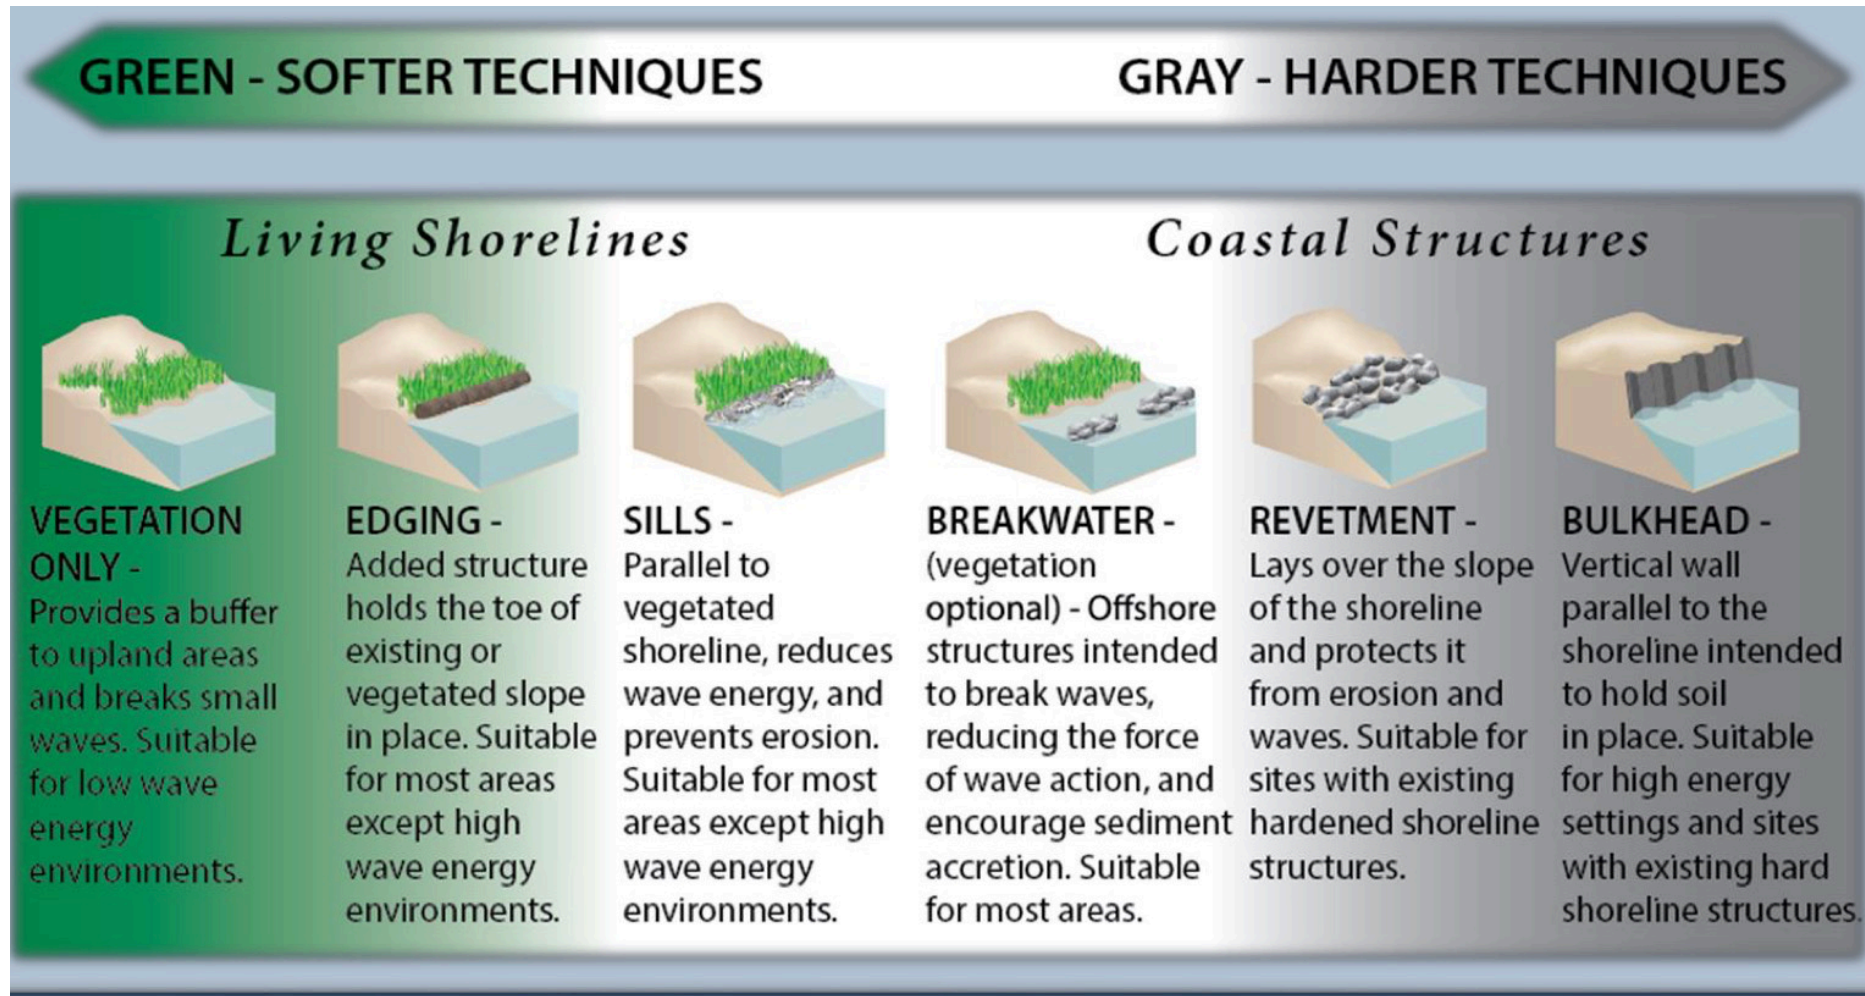 GREEN - SOFTER TECHNIQUES
GRAY - HARDER TECHNIQUES
Living Shorelines
Coastal Structures
VEGETATION
ONLY -
Provides a buffer
to upland areas
and breaks small
waves. Suitable
for low wave
energy
environments.
EDGING -
Added structure
holds the toe of
existing or
vegetated slope
in place. Suitable
for most areas
except high
wave energy
environments.
SILLS -
Parallel to
vegetated
shoreline, reduces
wave energy, and
prevents erosion.
Suitable for most
areas except high
wave energy
environments.
BREAKWATER -
(vegetation
optional) - Offshore
structures intended
to break waves,
reducing the force
of wave action, and
encourage sediment
accretion. Suitable
for most areas.
REVETMENT -
Lays over the slope
of the shoreline
and protects it
from erosion and
waves. Suitable for
sites with existing
hardened shoreline
structures.
BULKHEAD -
Vertical wall
parallel to the
shoreline intended
to hold soil
in place. Suitable
for high energy
settings and sites
with existing hard
shoreline structures.